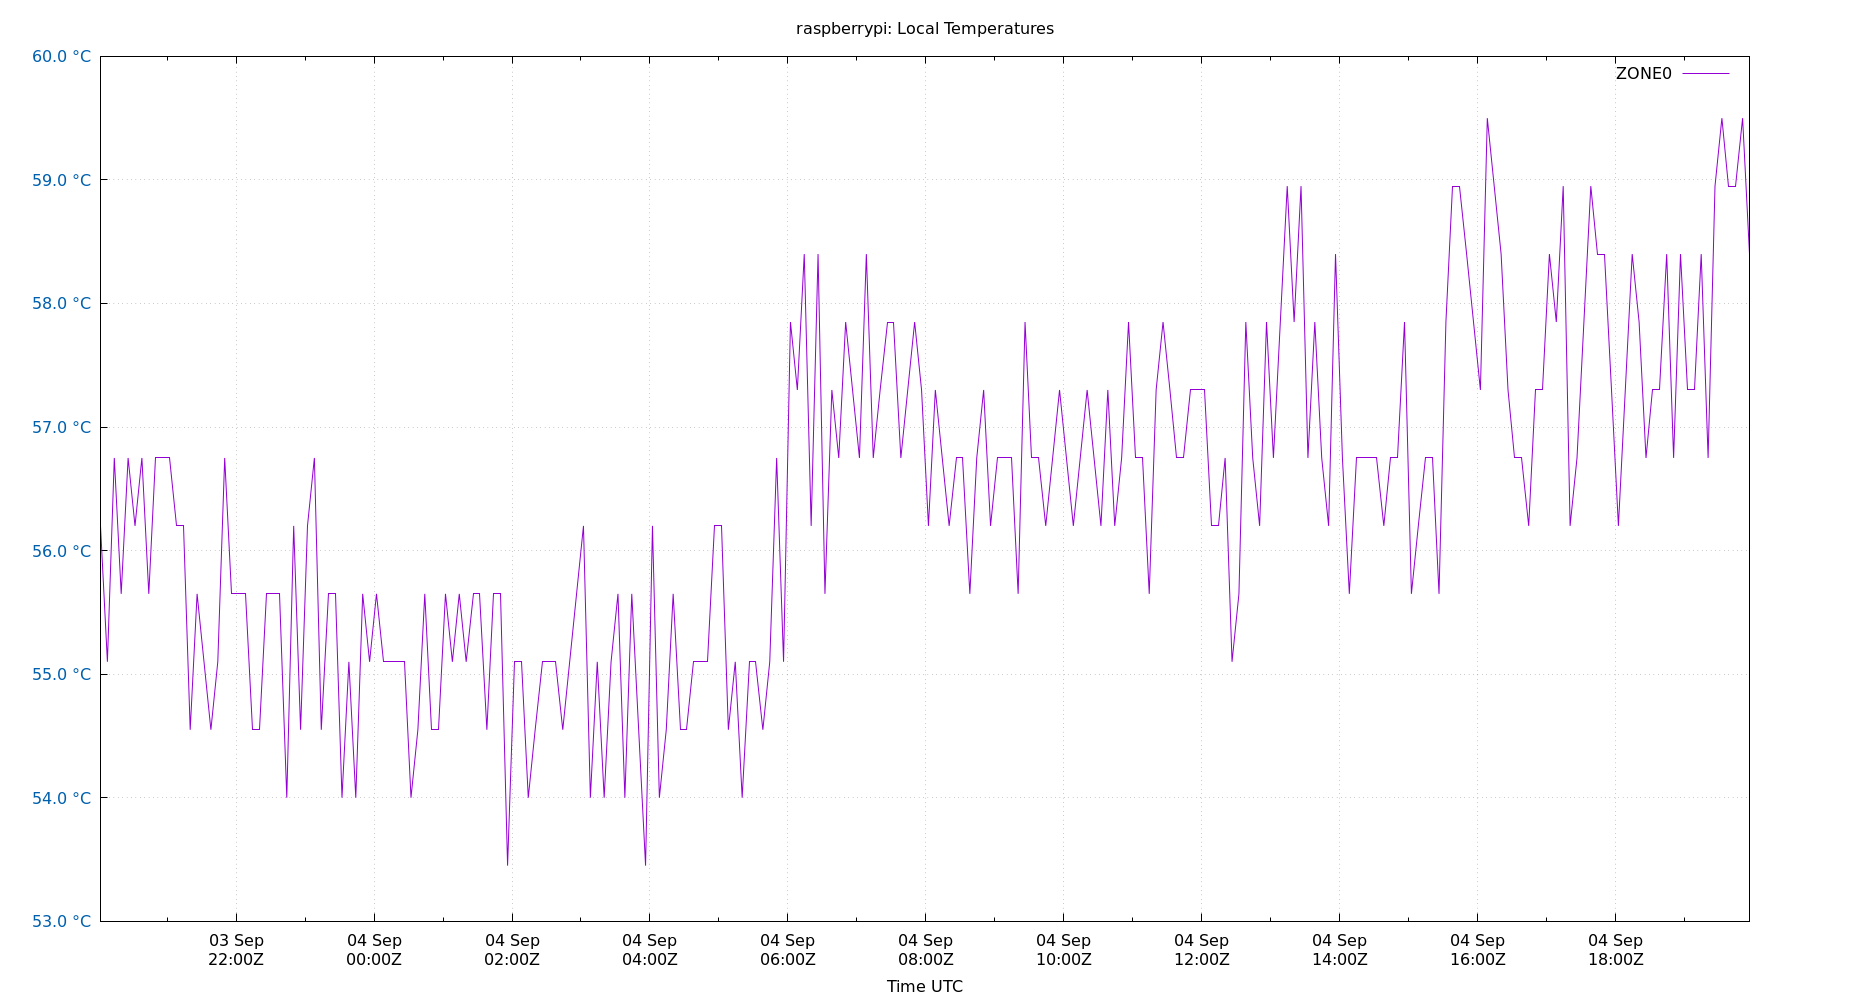 raspberrypi: Local Temperatures
60.0 °C
ZONE0
59.0 °C
58.0 °C
57.0 °C
56.0 °C
55.0 °C
54.0 °C
53.0 °C
03 Sep 04 Sep 04 Sep 04 Sep 04 Sep 04 Sep 04 Sep 04 Sep 04 Sep 04 Sep 04 Sep
22:00Z 00:00Z 02:00Z 04:00Z 06:00Z 08:00Z 10:00Z 12:00Z 14:00Z 16:00Z 18:00Z
Time UTC